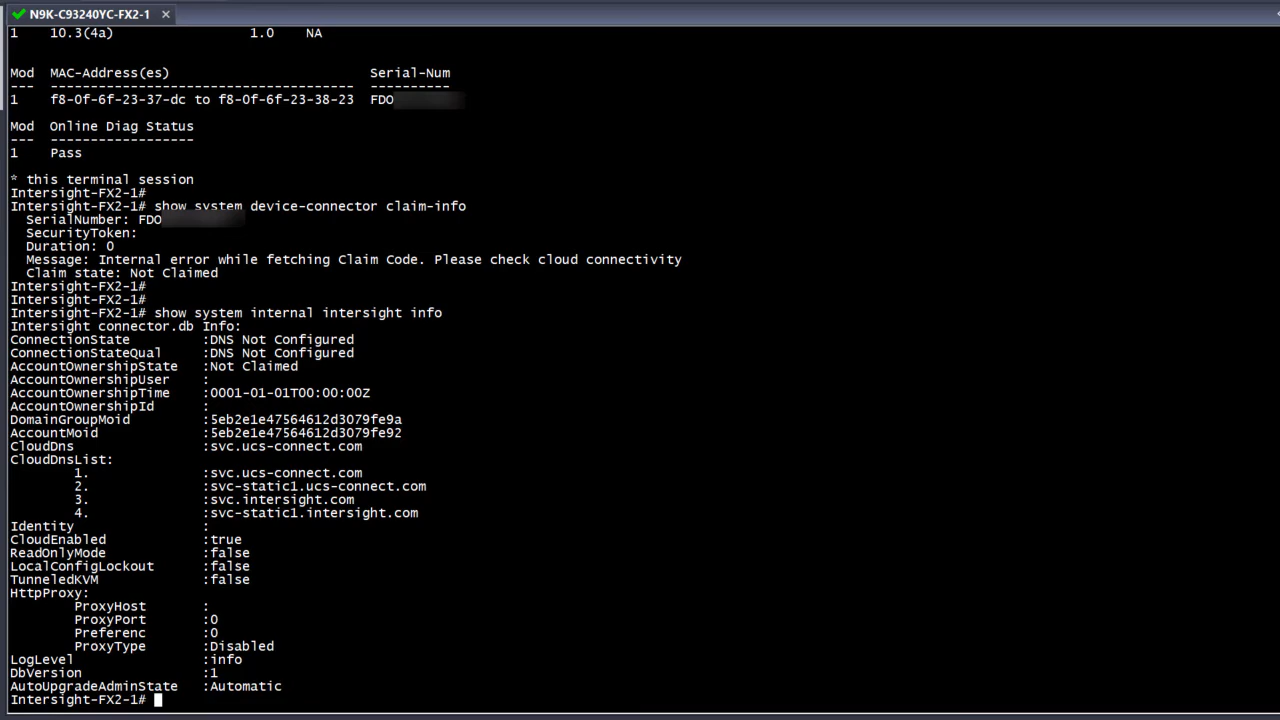 N9K-C93240YC-FX2-1 ×
1 10.3(4a) 1.0 NA
Mod MAC-Address(es) Serial-Num
--- -------------------------------------- ----------
1 f8-0f-6f-23-37-dc to f8-0f-6f-23-38-23 FDO
Mod Online Diag Status
--- ------------------
1 Pass
* this terminal session
Intersight-FX2-1#
Intersight-FX2-1# show system device-connector claim-info
SerialNumber: FDO
SecurityToken:
Duration: 0
Message: Internal error while fetching Claim Code. Please check cloud connectivity
Claim state: Not Claimed
Intersight-FX2-1#
Intersight-FX2-1#
Intersight-FX2-1# show system internal intersight info
Intersight connector.db Info:
ConnectionState :DNS Not Configured
ConnectionStateQual :DNS Not Configured
AccountOwnershipState :Not Claimed
AccountOwnershipUser :
AccountOwnershipTime :0001-01-01T00:00:00Z
AccountOwnershipId :
DomainGroupMoid :5eb2e1e47564612d3079fe9a
AccountMoid :5eb2e1e47564612d3079fe92
CloudDns :svc.ucs-connect.com
CloudDnsList:
1. :svc.ucs-connect.com
2. :svc-static1.ucs-connect.com
3. :svc.intersight.com
4. :svc-static1.intersight.com
Identity :
CloudEnabled :true
ReadOnlyMode :false
LocalConfigLockout :false
TunneledKVM :false
HttpProxy:
ProxyHost :
ProxyPort :0
Preferenc :0
ProxyType :Disabled
LogLevel :info
DbVersion :1
AutoUpgradeAdminState :Automatic
Intersight-FX2-1#